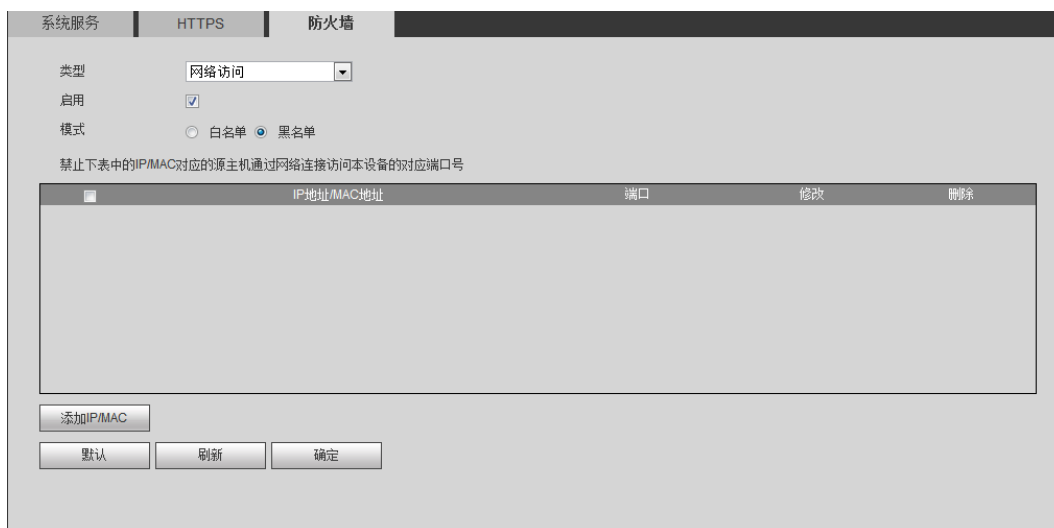 系统服务 HTTPS 防火墙
类型 网络访问
启用
模式 白名单 黑名单
禁止下表中的IP/MAC对应的源主机通过网络连接访问本设备的对应端口号
IP地址/MAC地址 端口 修改 删除
添加IP/MAC
默认 刷新 确定